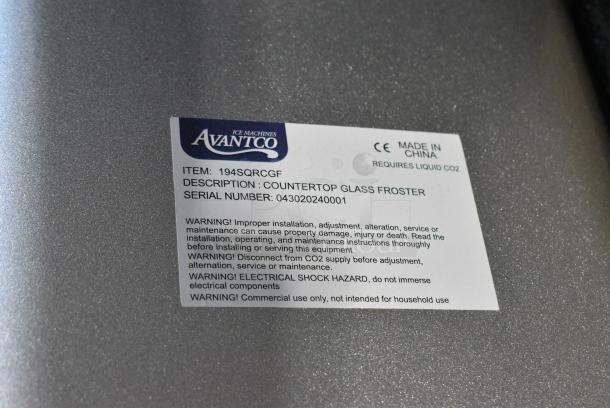 ICE MACHINES
AVANTCO
CE MADE IN
CHINA
REQUIRES LIQUID CO2
ITEM: 194SQRCGF
DESCRIPTION : COUNTERTOP GLASS FROSTER
SERIAL NUMBER: 043020240001
WARNING! Improper installation, adjustment, alteration, service or
maintenance can cause property damage, injury or death. Read the
installation, operating, and maintenance instructions thoroughly
before installing or serving this equipment
WARNING! Disconnect from CO2 supply before adjustment,
alternation, service or maintenance.
WARNING! ELECTRICAL SHOCK HAZARD, do not immerse
electrical components
WARNING! Commercial use only, not intended for household use